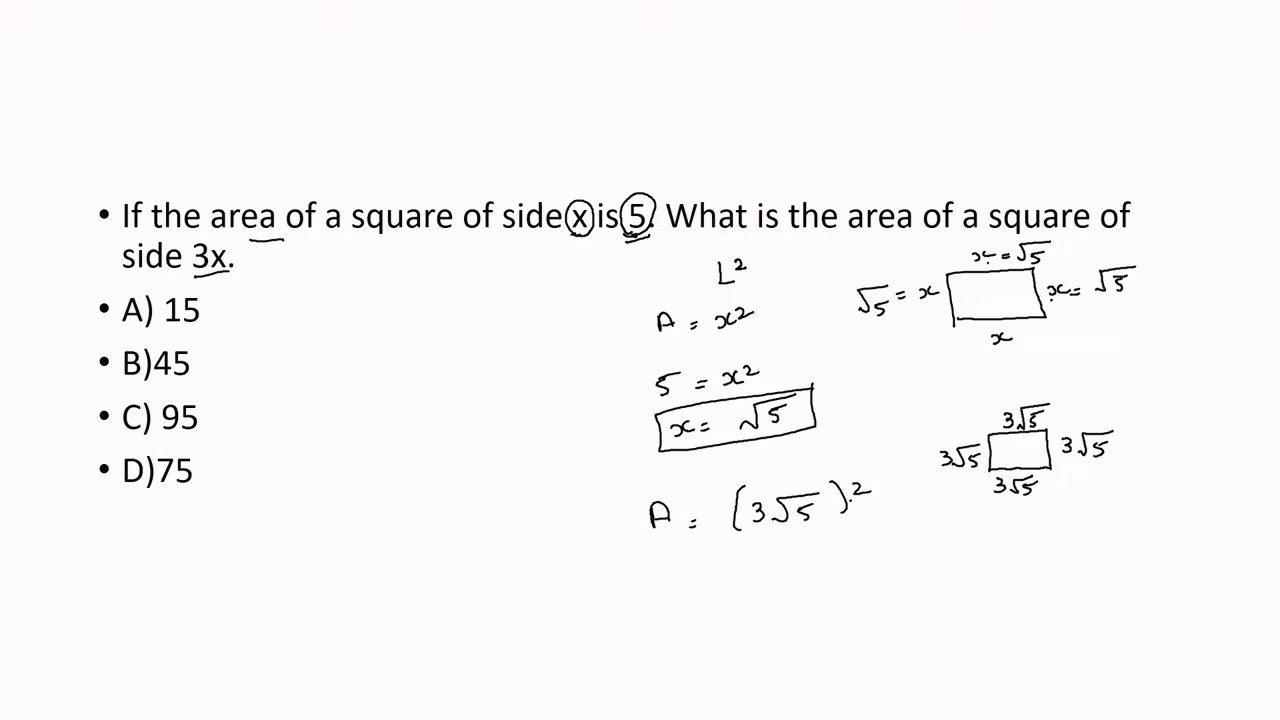 • If the area of a square of side x is 5. What is the area of a square of
side 3x.
• A) 15
• B)45
• C) 95
• D)75
L²
A = x²
5 = x²
x = √5
A = (3√5)²
x = √5
√5 = x
x = √5
x
3√5
3√5
3√5
3√5